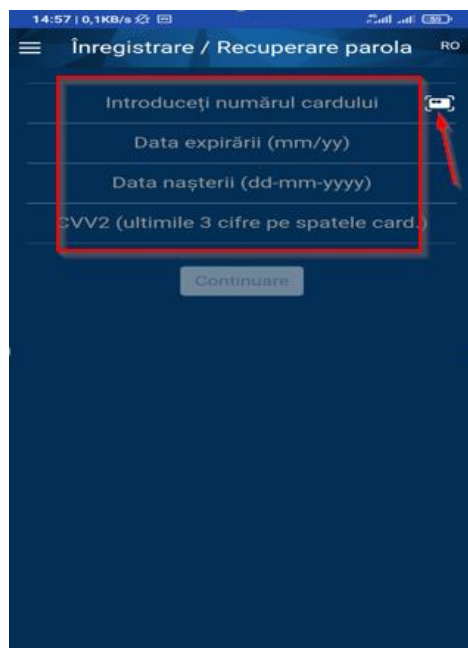 14:57 | 0,1KB/s
Înregistrare / Recuperare parola RO
Introduceți numărul cardului
Data expirării (mm/yy)
Data nașterii (dd-mm-yyyy)
CVV2 (ultimile 3 cifre pe spatele card.)
Continuare